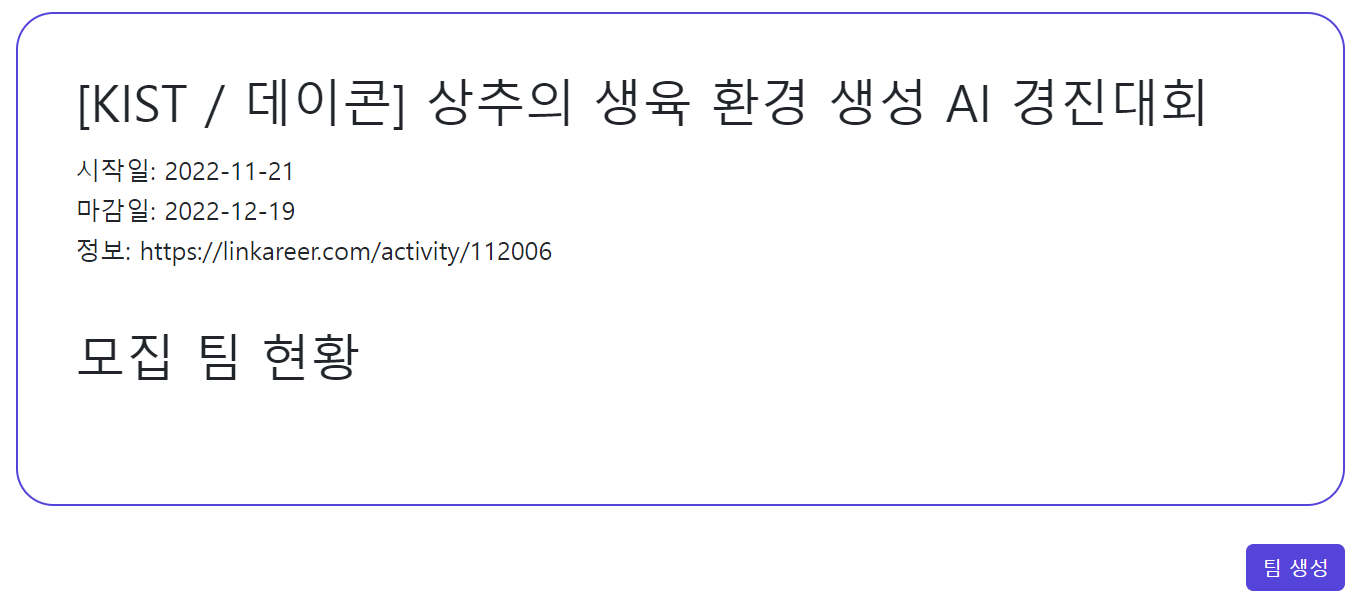 [KIST / 데이콘] 상추의 생육 환경 생성 AI 경진대회
시작일: 2022-11-21
마감일: 2022-12-19
정보: https://linkareer.com/activity/112006
모집 팀 현황
팀 생성